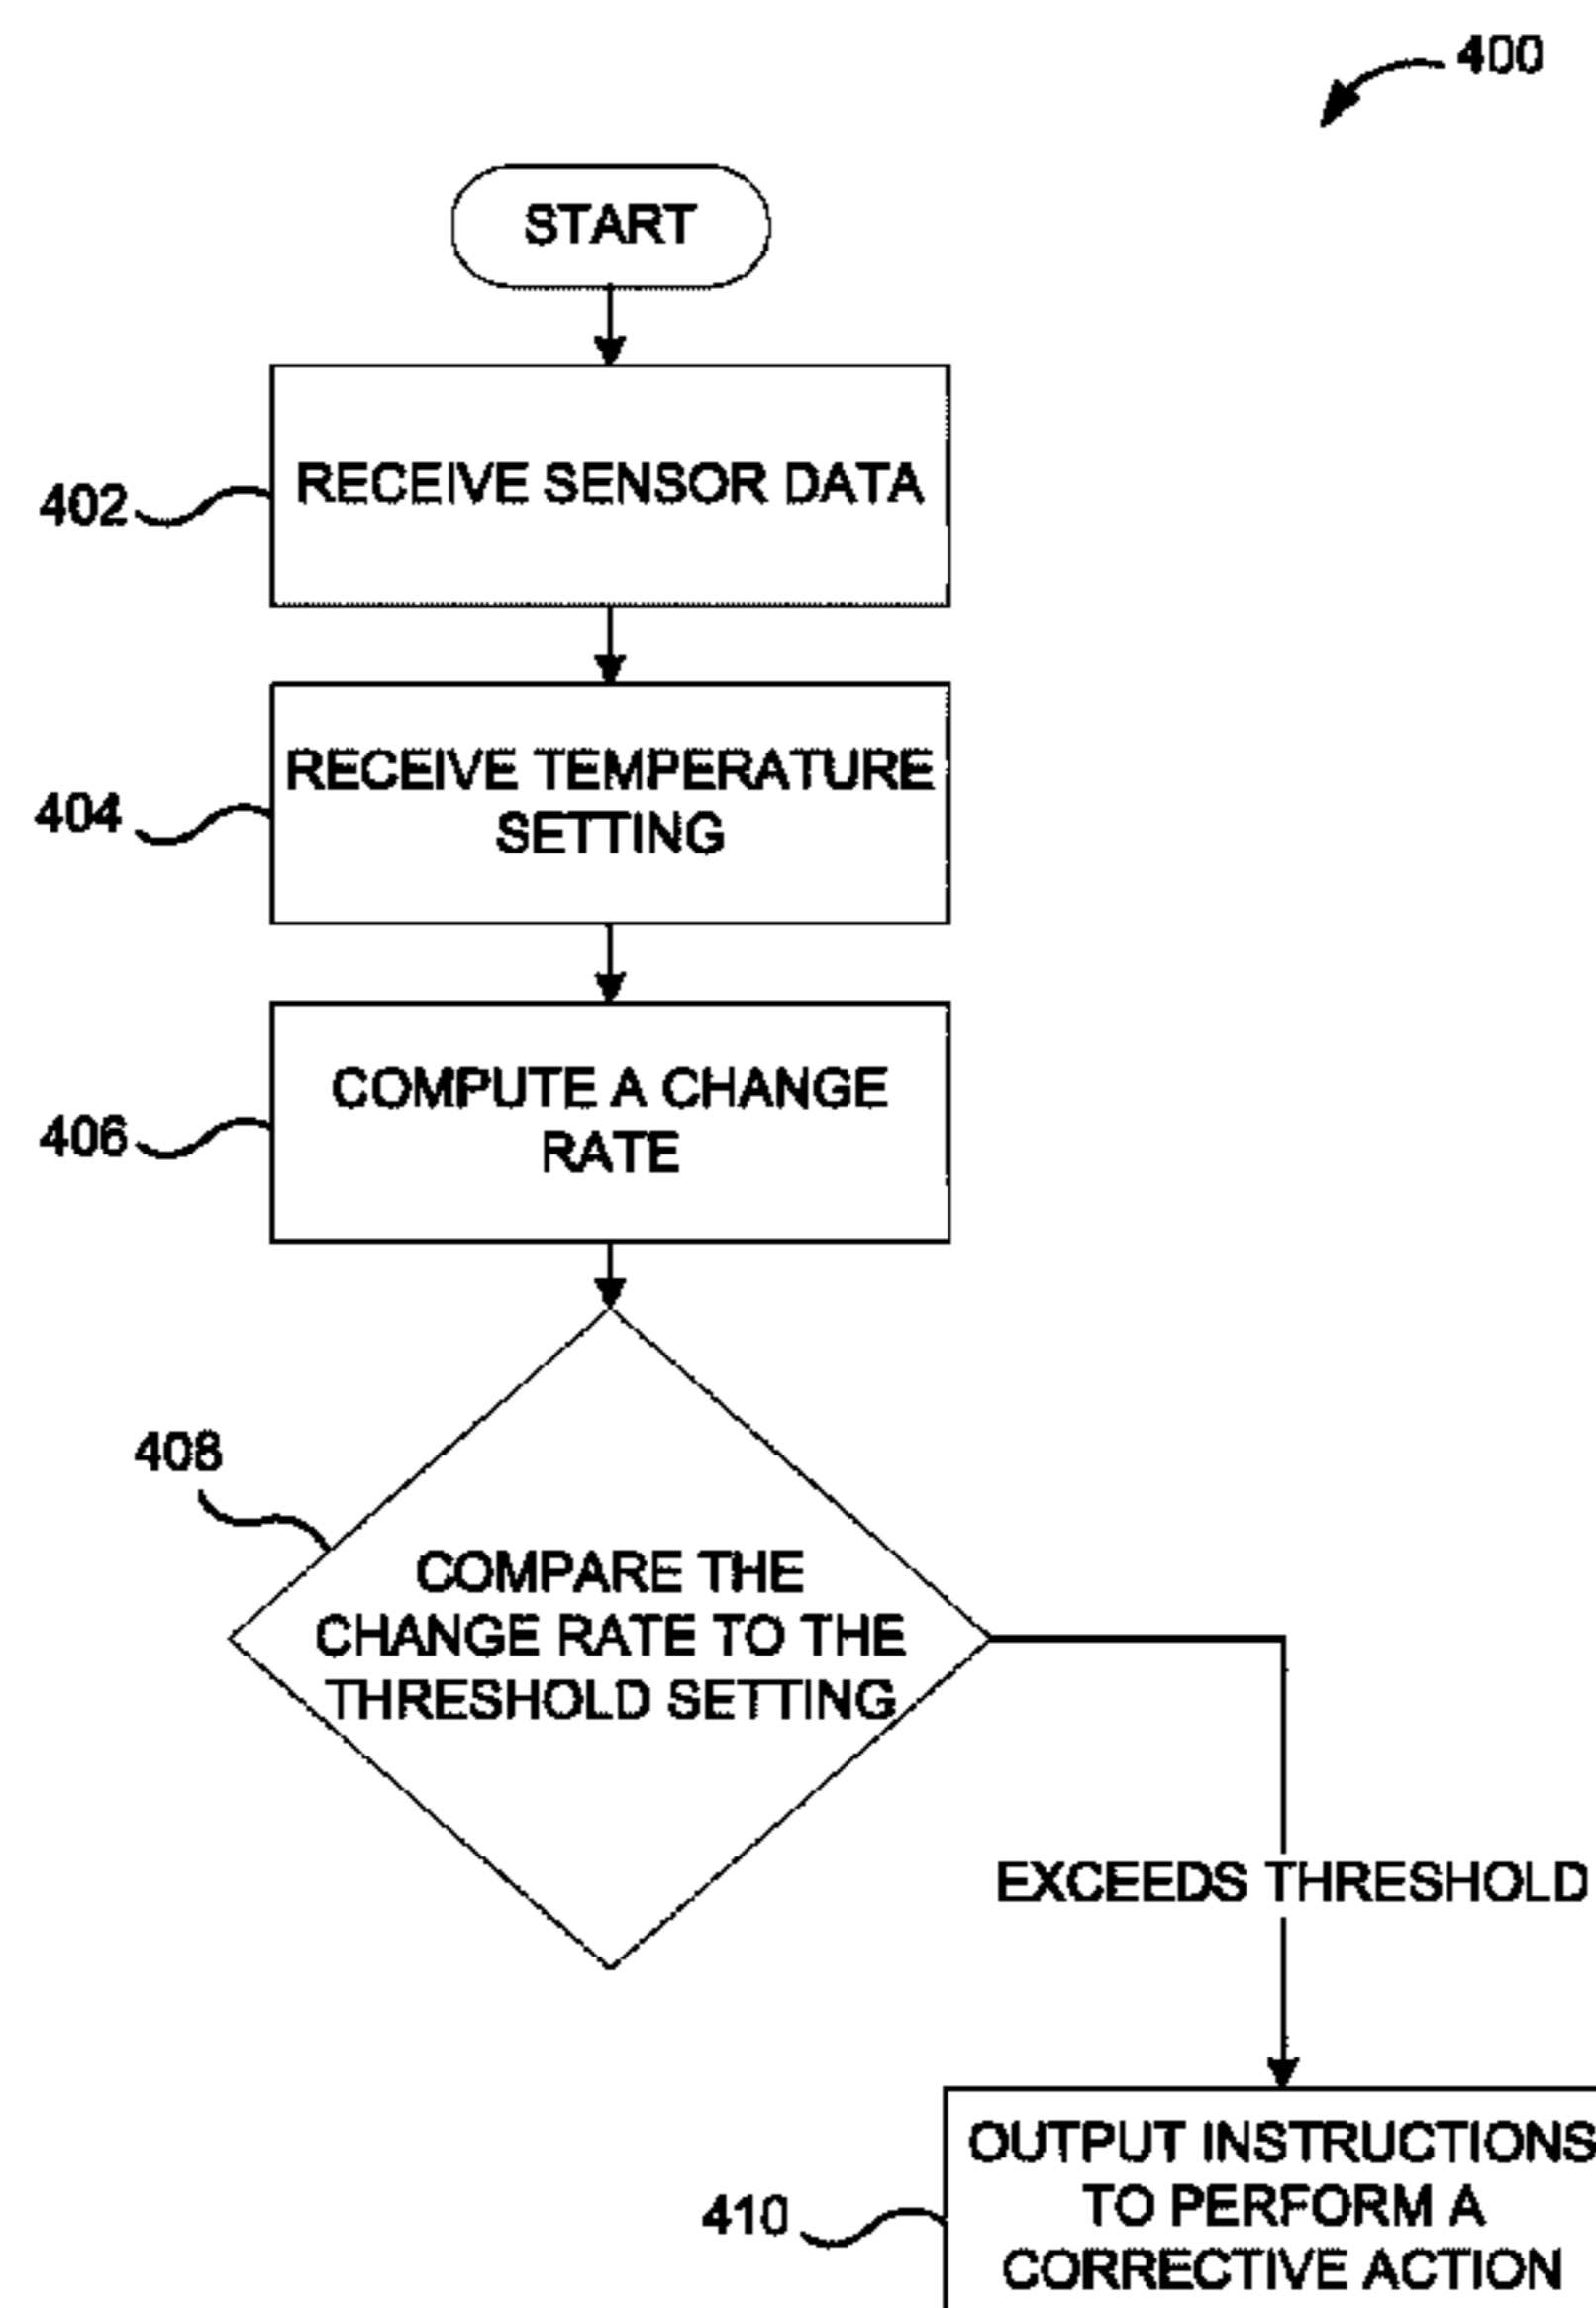 400
START
RECEIVE SENSOR DATA
402
RECEIVE TEMPERATURE
SETTING
404
COMPUTE A CHANGE
RATE
406
408
COMPARE THE
CHANGE RATE TO THE
THRESHOLD SETTING
EXCEEDS THRESHOLD
OUTPUT INSTRUCTIONS
TO PERFORM A
CORRECTIVE ACTION
410